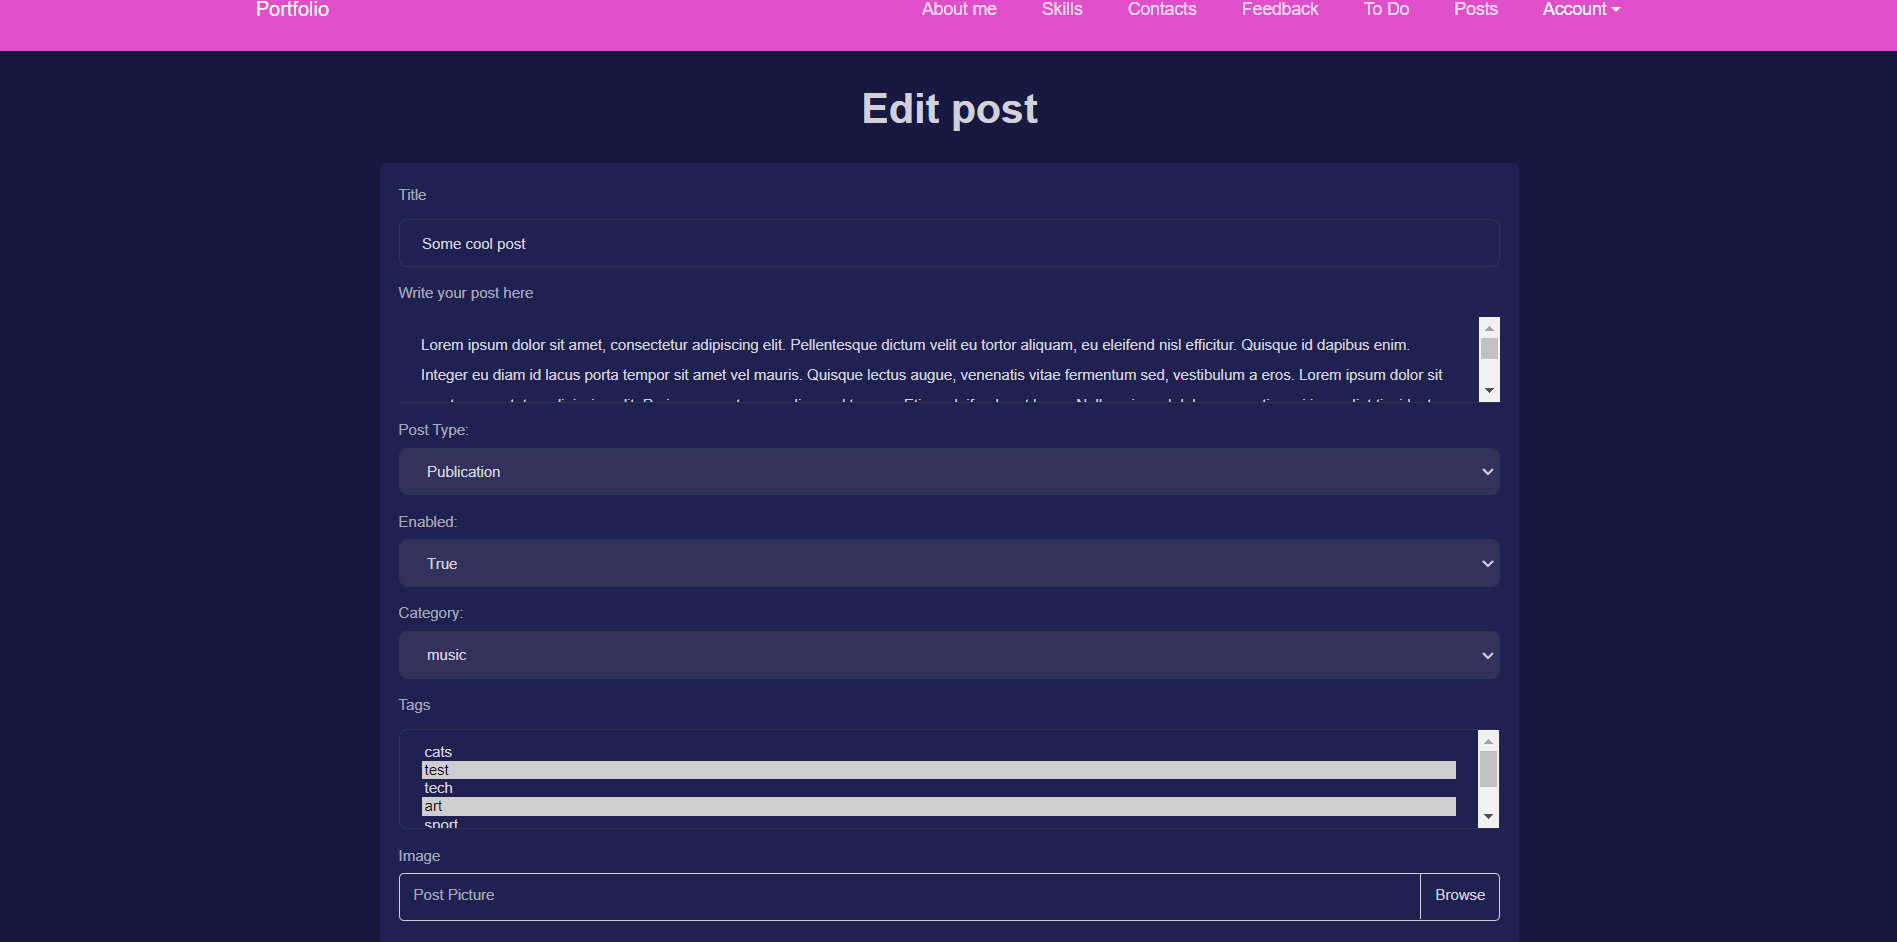 Portfolio
About me
Skills
Contacts
Feedback
To Do
Posts
Account
Edit post
Title
Some cool post
Write your post here
Lorem ipsum dolor sit amet, consectetur adipiscing elit. Pellentesque dictum velit eu tortor aliquam, eu eleifend nisl efficitur. Quisque id dapibus enim.
Integer eu diam id lacus porta tempor sit amet vel mauris. Quisque lectus augue, venenatis vitae fermentum sed, vestibulum a eros. Lorem ipsum dolor sit
Post Type:
Publication
Enabled:
True
Category:
music
Tags
cats
test
tech
art
sport
Image
Post Picture
Browse